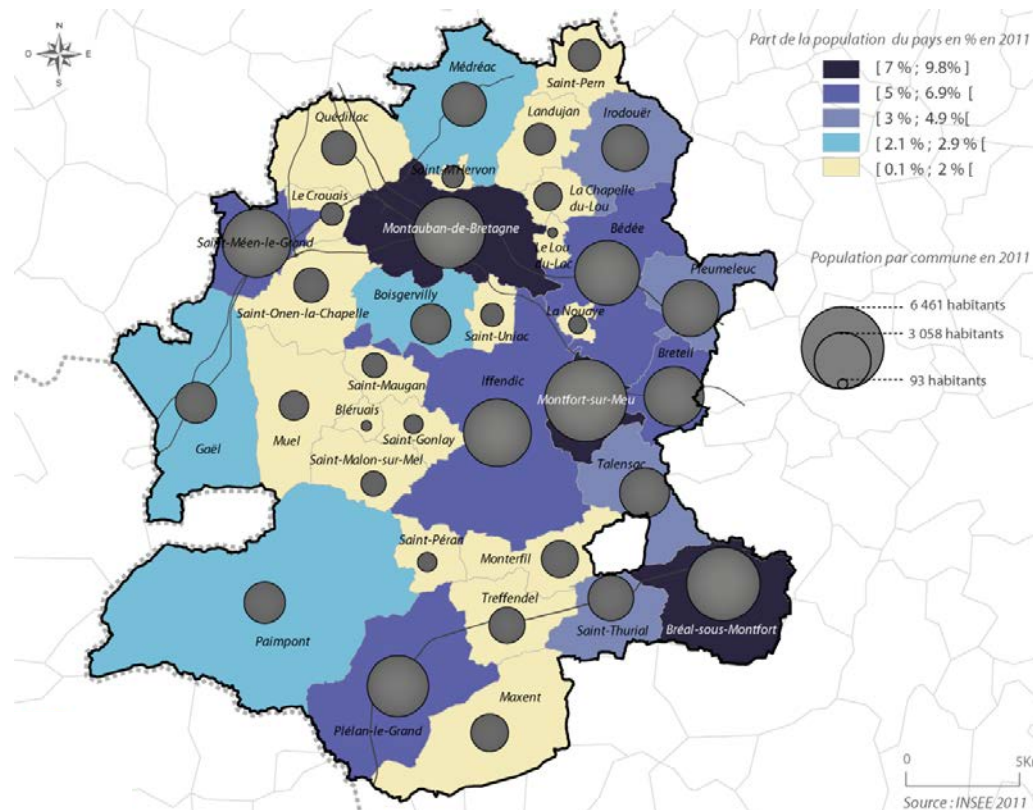 N
O
E
S
Part de la population du pays en % en 2011
[ 7 % ; 9.8% ]
[ 5 % ; 6.9% [
[ 3 % ; 4.9% [
[ 2.1 % ; 2.9% [
[ 0.1 % ; 2% [
Population par commune en 2011
6 461 habitants
3 058 habitants
93 habitants
Médréac
Saint-Pern
Quédillac
Landujan
Irodouër
Saint-M'Hervon
Le Crouais
La Chapelle
du-Lou
Montauban-de-Bretagne
Saint-Méen-le-Grand
Bédée
Le Lou
du-Lac
Pleumeleuc
Boisgervilly
Saint-Onen-la-Chapelle
La Nouaye
Saint-Uniac
Breteil
Saint-Maugan
Iffendic
Montfort-sur-Meu
Bléruais
Muel
Saint-Gonlay
Gaël
Saint-Malon-sur-Mel
Talensac
Saint-Péran
Monterfil
Treffendel
Saint-Thurial
Bréal-sous-Montfort
Paimpont
Maxent
Plélan-le-Grand
0
5K
Source : INSEE 2011